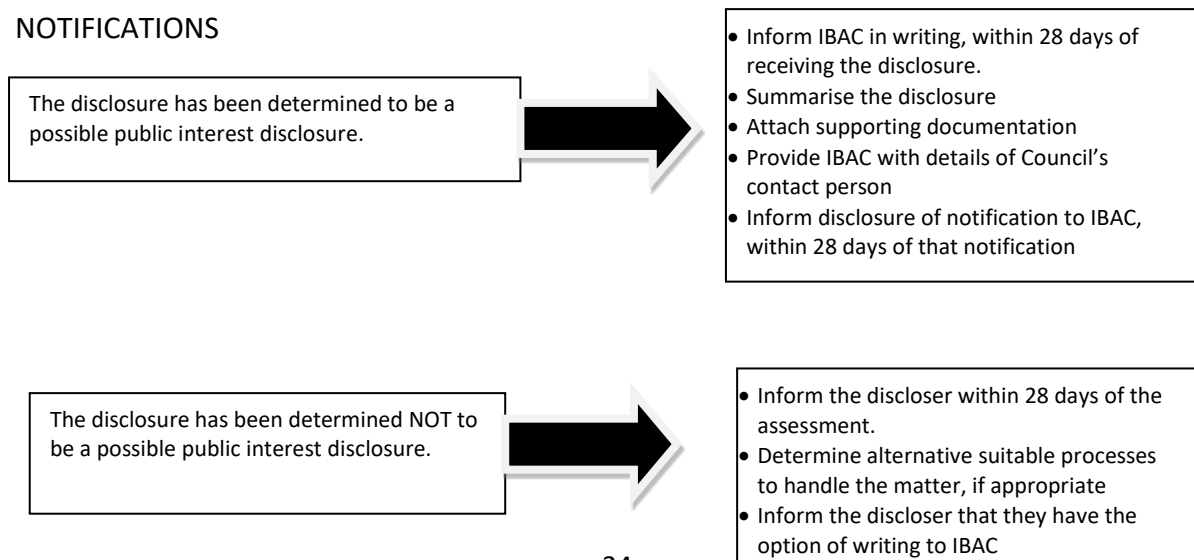 NOTIFICATIONS
The disclosure has been determined to be a
possible public interest disclosure.
• Inform IBAC in writing, within 28 days of
receiving the disclosure.
• Summarise the disclosure
• Attach supporting documentation
• Provide IBAC with details of Council’s
contact person
• Inform disclosure of notification to IBAC,
within 28 days of that notification
The disclosure has been determined NOT to
be a possible public interest disclosure.
• Inform the discloser within 28 days of the
assessment.
• Determine alternative suitable processes
to handle the matter, if appropriate
• Inform the discloser that they have the
option of writing to IBAC